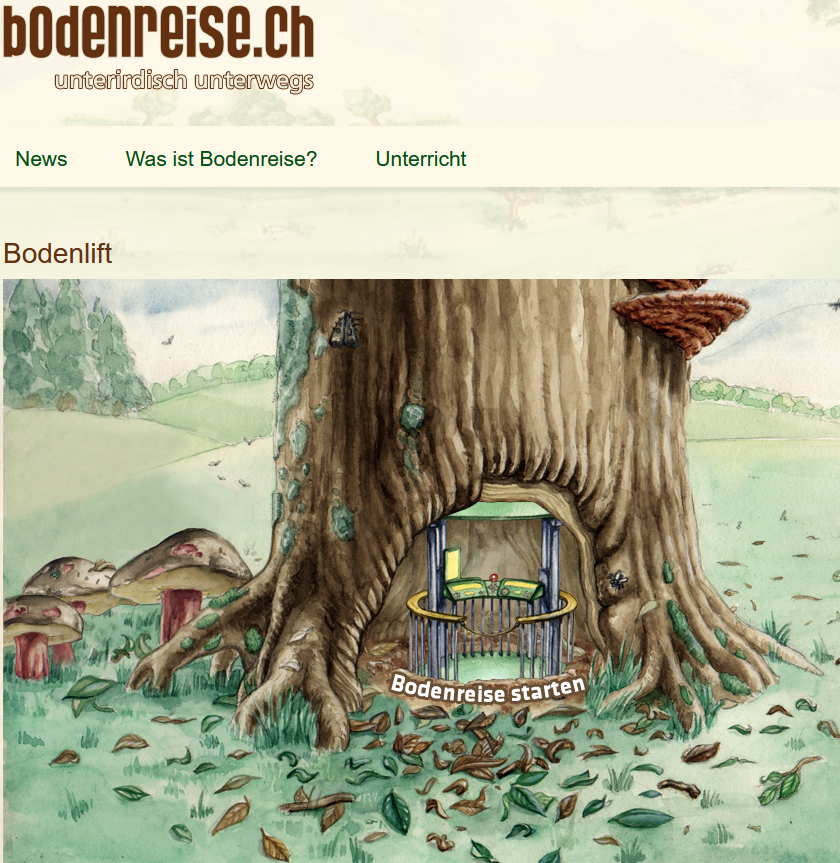 bodenreise.ch
unterirdisch unterwegs
News Was ist Bodenreise? Unterricht
Bodenlift
Bodenreise starten